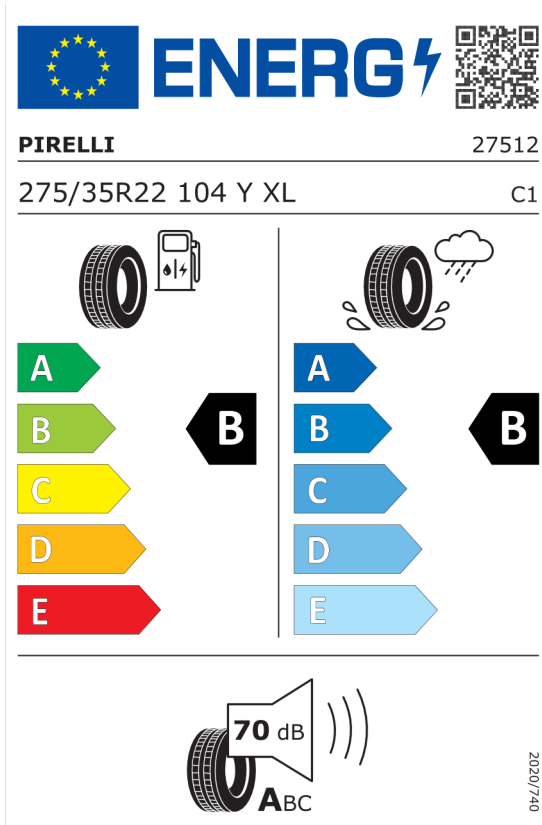 ENERG
PIRELLI 27512
275/35R22 104 Y XL C1
A
B
C
D
E
B
A
B
C
D
E
B
70 dB
ABC
2020/740